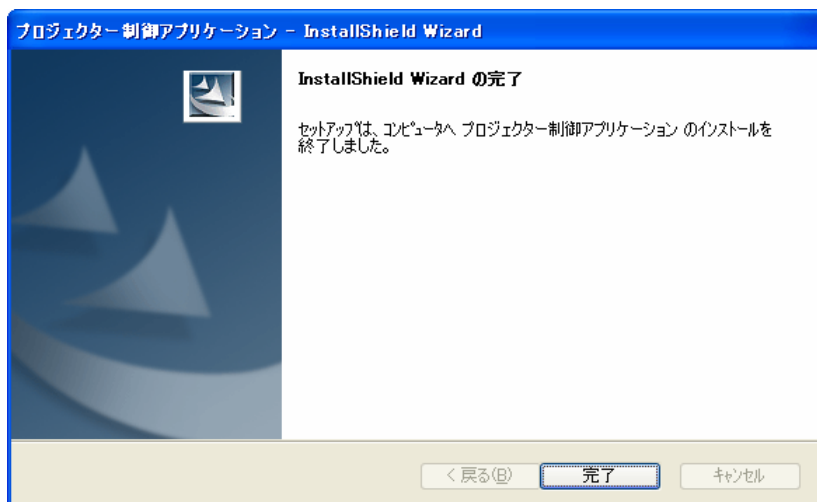 プロジェクター制御アプリケーション - InstallShield Wizard
InstallShield Wizard の完了
セットアップは、コンピュータへ プロジェクター制御アプリケーション のインストールを
終了しました。
< 戻る(B) 完了 キャンセル